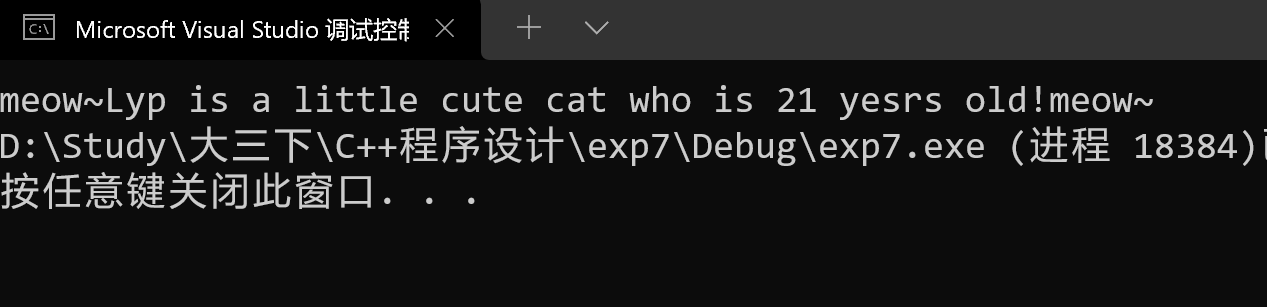 Microsoft Visual Studio 调试控
meow~Lyp is a little cute cat who is 21 yesrs old!meow~
D:\Study\大三下\C++程序设计\exp7\Debug\exp7.exe (进程 18384)
按任意键关闭此窗口. . .